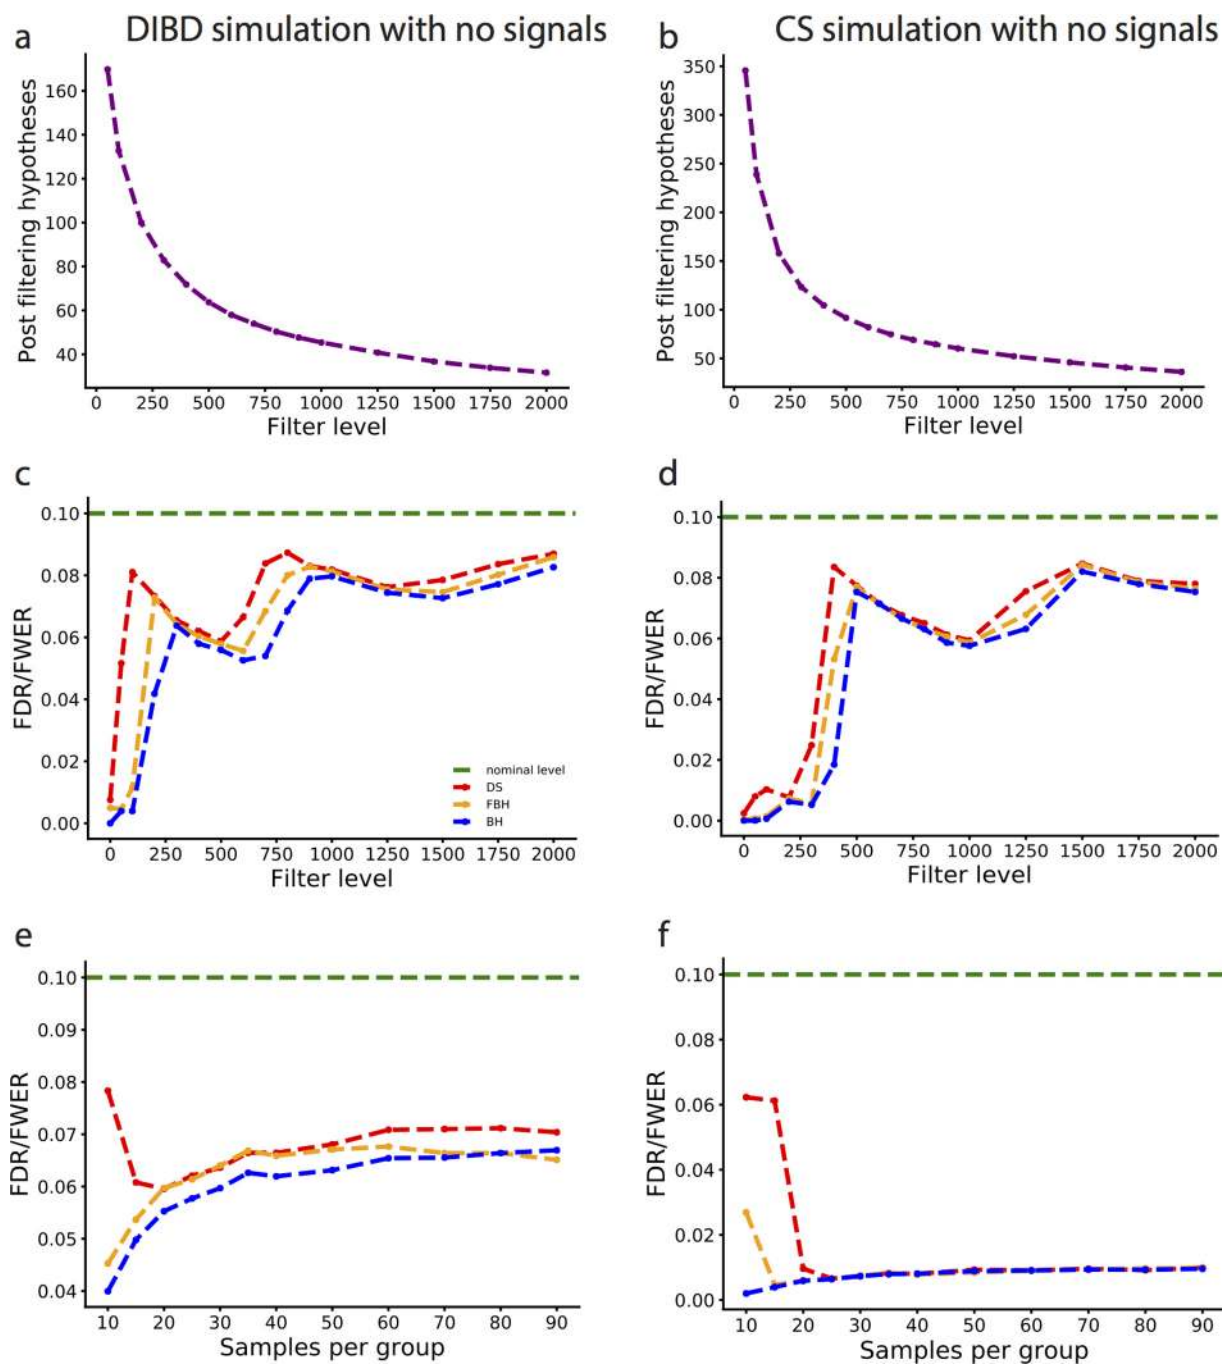 a
DIBD simulation with no signals
b
CS simulation with no signals
Post filtering hypotheses
160
140
120
100
80
60
40
0 250 500 750 1000 1250 1500 1750 2000
Filter level
Post filtering hypotheses
350
300
250
200
150
100
50
0 250 500 750 1000 1250 1500 1750 2000
Filter level
c
FDR/FWER
0.10
0.08
0.06
0.04
0.02
0.00
nominal level
DS
FBH
BH
0 250 500 750 1000 1250 1500 1750 2000
Filter level
d
FDR/FWER
0.10
0.08
0.06
0.04
0.02
0.00
0 250 500 750 1000 1250 1500 1750 2000
Filter level
e
FDR/FWER
0.10
0.09
0.08
0.07
0.06
0.05
0.04
10 20 30 40 50 60 70 80 90
Samples per group
f
FDR/FWER
0.10
0.08
0.06
0.04
0.02
0.00
10 20 30 40 50 60 70 80 90
Samples per group